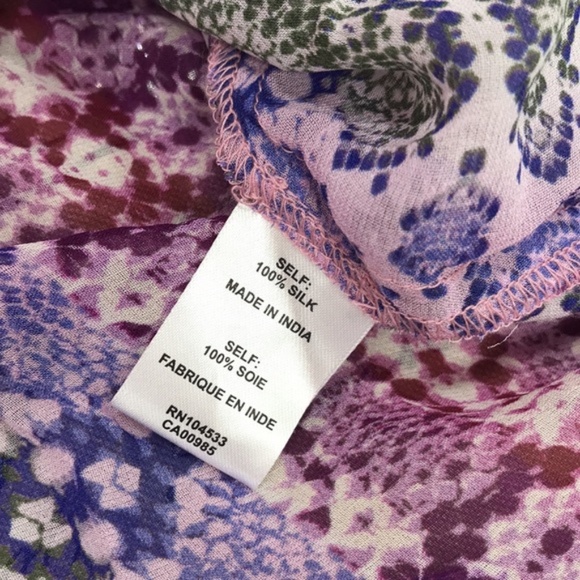 SELF:
100% SILK
MADE IN INDIA
SELF:
100% SOIE
FABRIQUE EN INDE
RN104533
CA00985